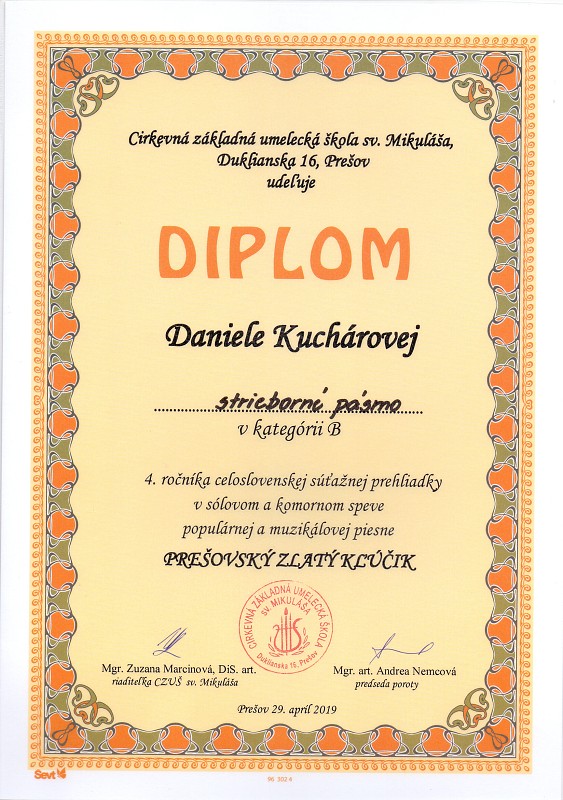 Cirkevná základná umelecká škola sv. Mikuláša,
Duklianska 16, Prešov
udeľuje
DIPLOM
Daniele Kuchárovej
strieborné pásmo
v kategórii B
4. ročníka celoslovenskej súťažnej prehliadky
v sólovom a komornom speve
populárnej a muzikálovej piesne
PREŠOVSKÝ ZLATÝ KĽÚČIK
CIRKEVNÁ ZÁKLADNÁ UMELECKÁ ŠKOLA
SV. MIKULÁŠA
Duklianska 16, Prešov
Mgr. Zuzana Marcinová, DiS. art.
riaditeľka CZUŠ sv. Mikuláša
Mgr. art. Andrea Nemcová
predseda poroty
Prešov 29. apríl 2019
Sevt
96 502 4